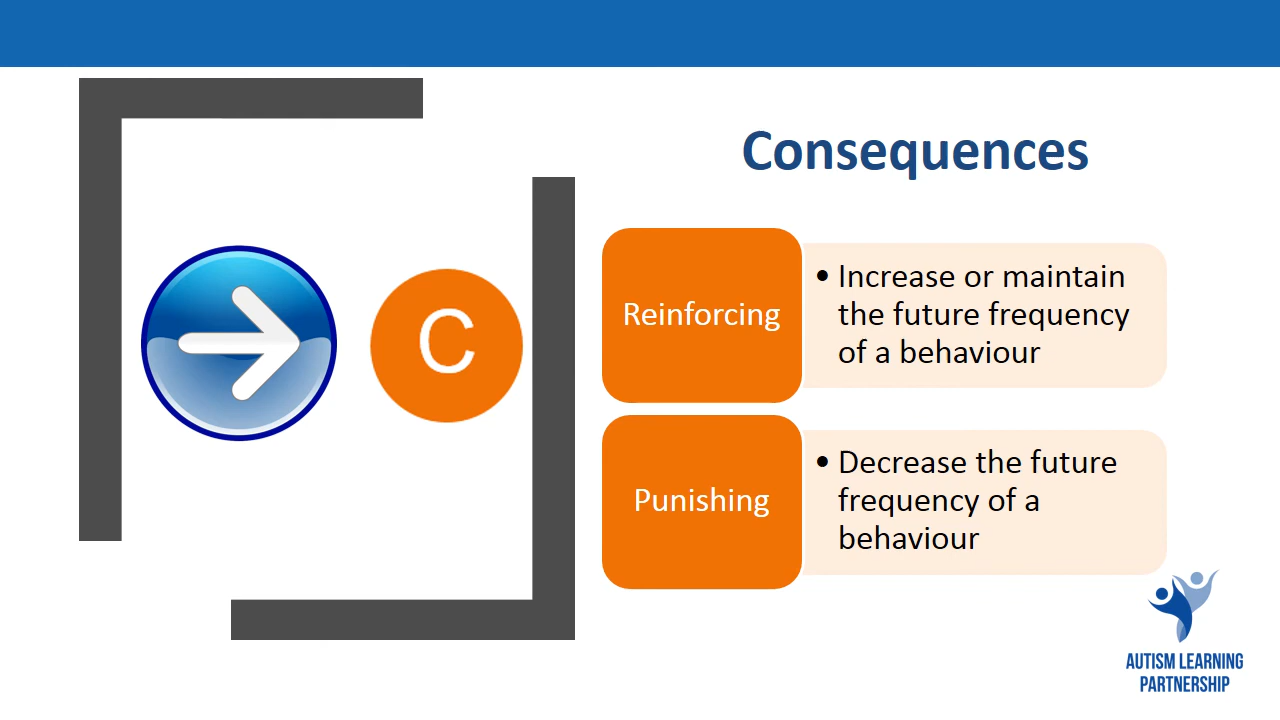 Consequences
C
Reinforcing
• Increase or maintain
the future frequency
of a behaviour
Punishing
• Decrease the future
frequency of a
behaviour
AUTISM LEARNING
PARTNERSHIP